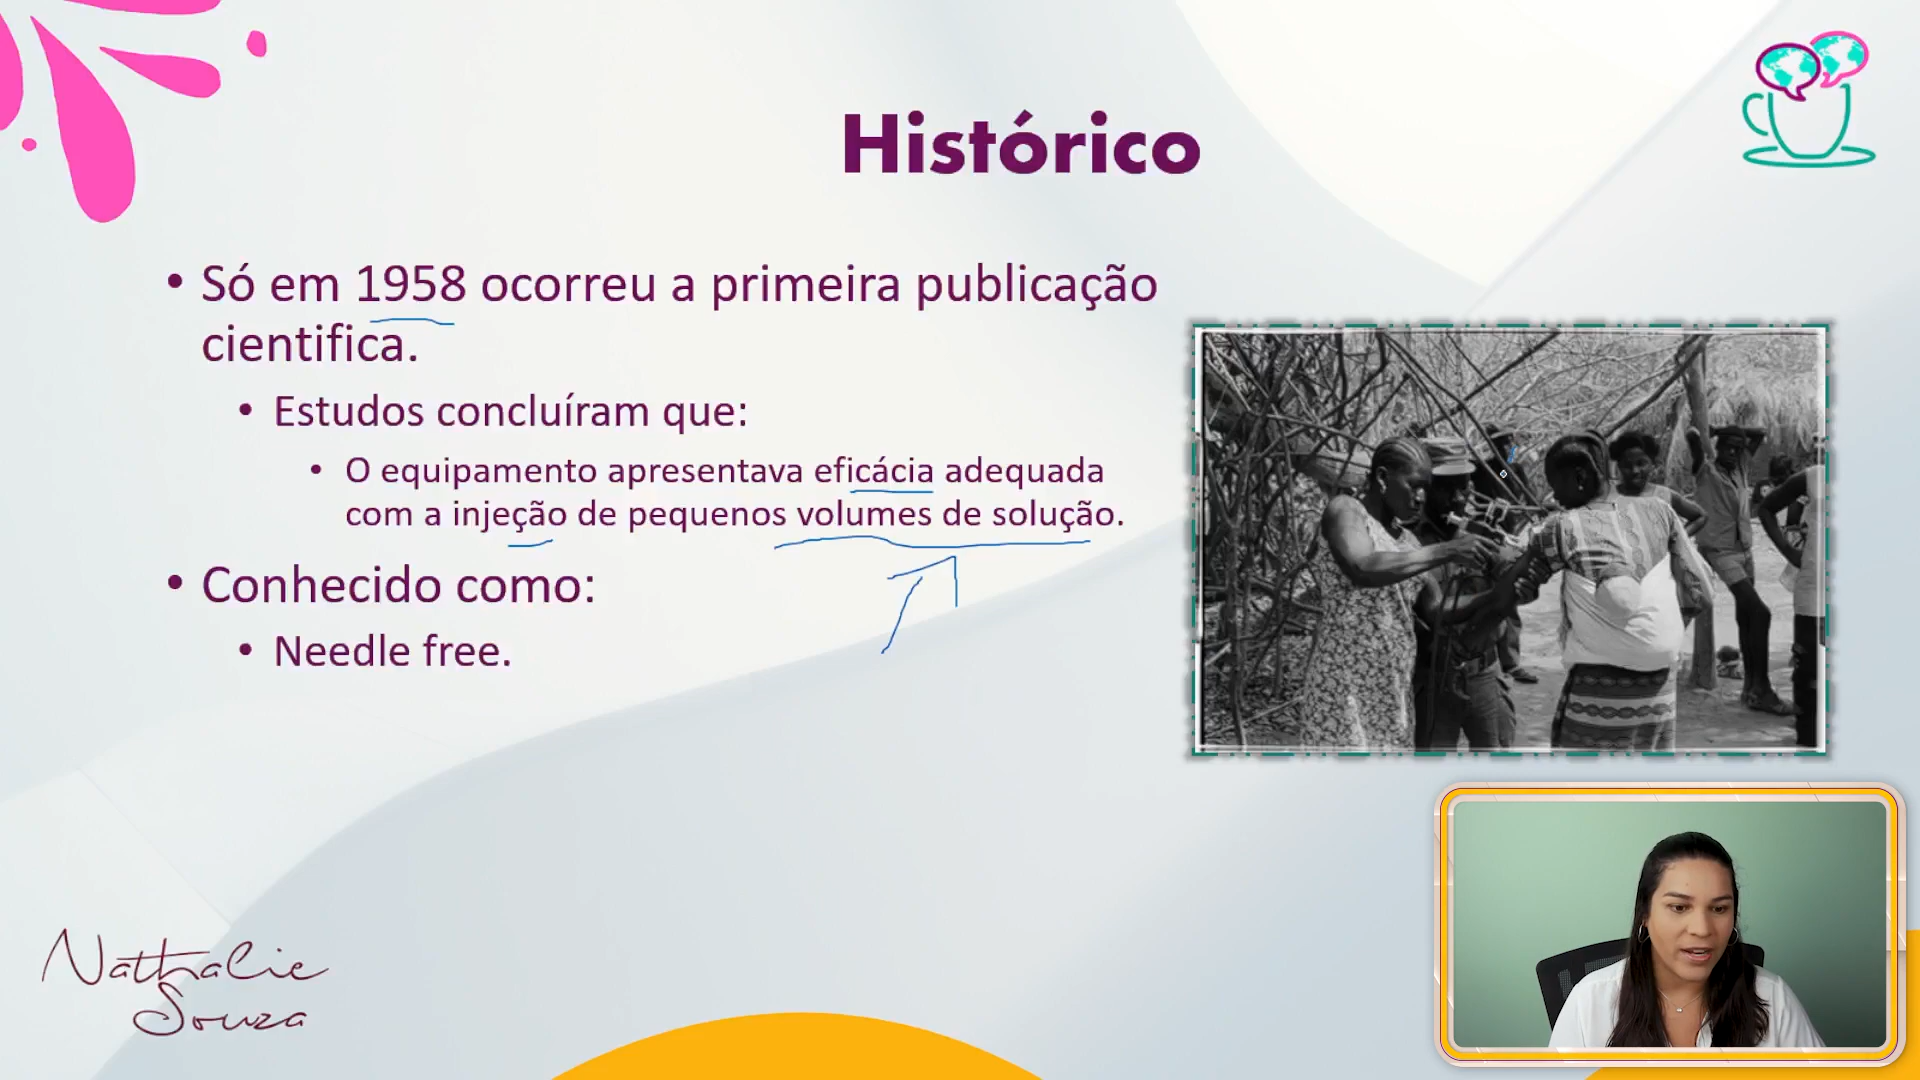 Histórico
• Só em 1958 ocorreu a primeira publicação
cientifica.
• Estudos concluíram que:
• O equipamento apresentava eficácia adequada
com a injeção de pequenos volumes de solução.
• Conhecido como:
• Needle free.
Nathalie
Souza